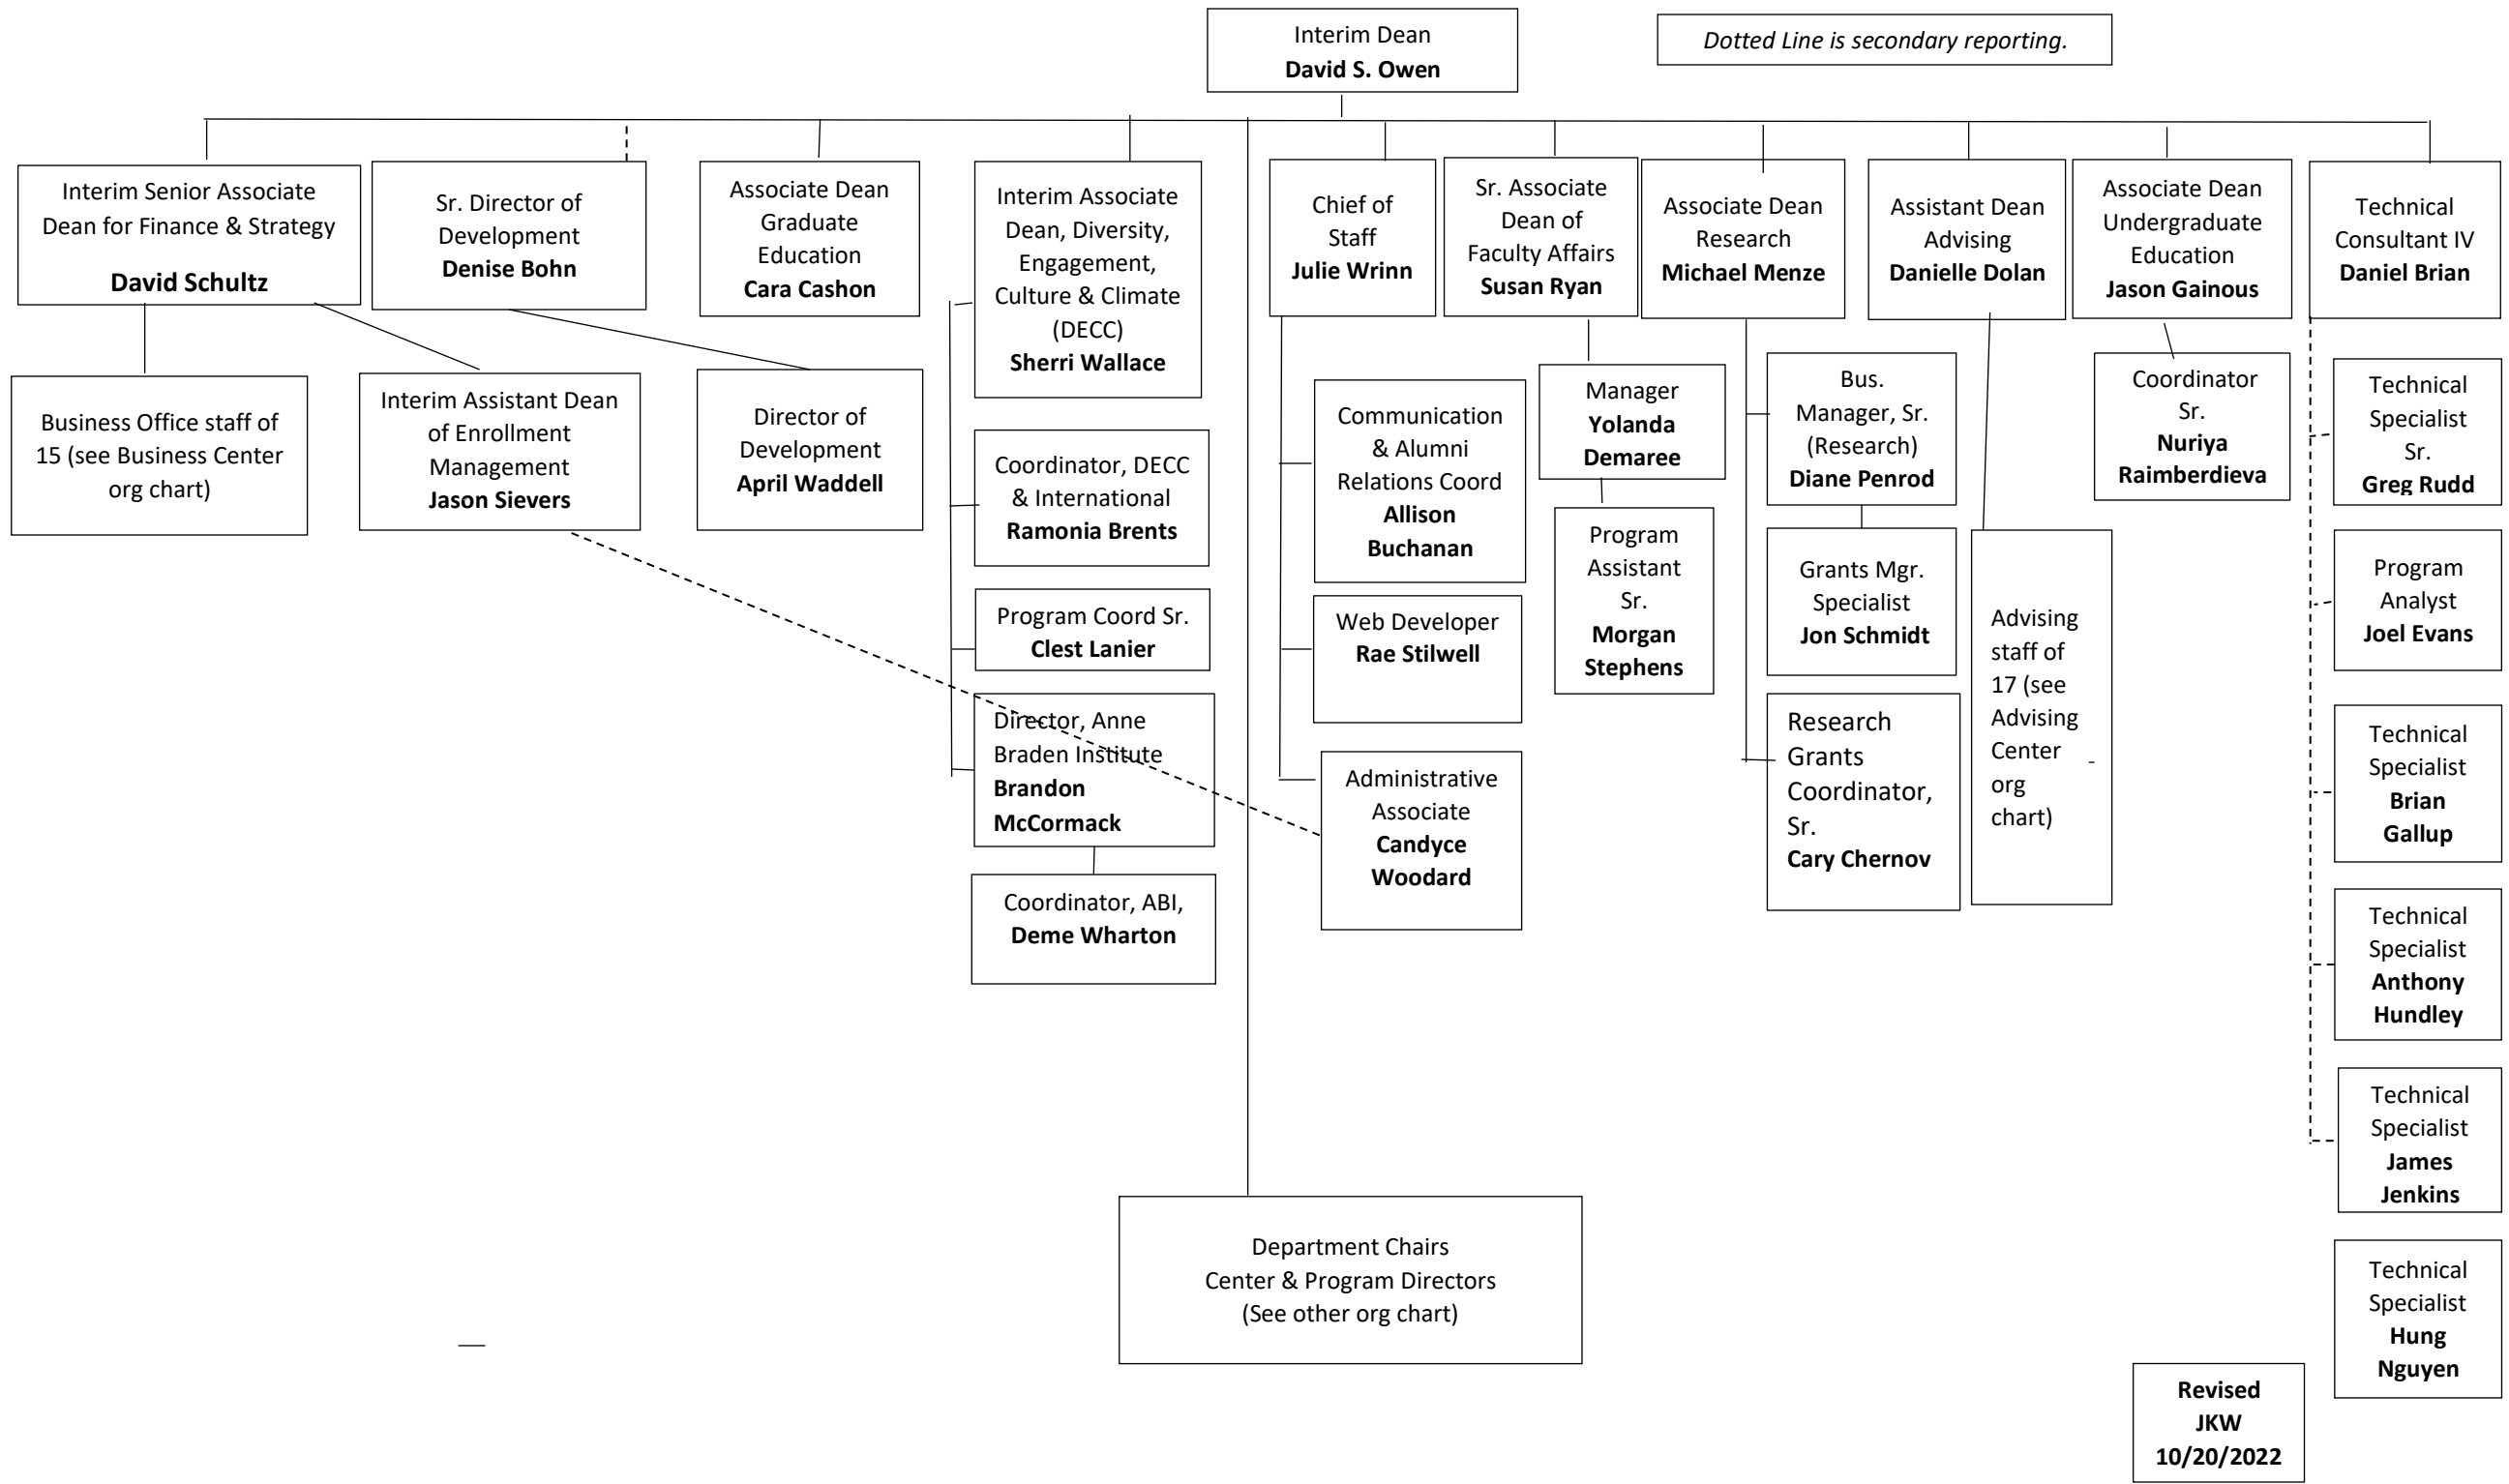 Interim Dean
David S. Owen
Dotted Line is secondary reporting.
Interim Senior Associate
Dean for Finance & Strategy
David Schultz
Sr. Director of
Development
Denise Bohn
Associate Dean
Graduate
Education
Cara Cashon
Interim Associate
Dean, Diversity,
Engagement,
Culture & Climate
(DECC)
Sherri Wallace
Chief of
Staff
Julie Wrinn
Sr. Associate
Dean of
Faculty Affairs
Susan Ryan
Associate Dean
Research
Michael Menze
Assistant Dean
Advising
Danielle Dolan
Associate Dean
Undergraduate
Education
Jason Gainous
Technical
Consultant IV
Daniel Brian
Business Office staff of
15 (see Business Center
org chart)
Interim Assistant Dean
of Enrollment
Management
Jason Sievers
Director of
Development
April Waddell
Coordinator, DECC
& International
Ramonia Brents
Program Coord Sr.
Clest Lanier
Director, Anne
Braden Institute
Brandon
McCormack
Coordinator, ABI,
Deme Wharton
Communication
& Alumni
Relations Coord
Allison
Buchanan
Web Developer
Rae Stilwell
Administrative
Associate
Candyce
Woodard
Manager
Yolanda
Demaree
Program
Assistant
Sr.
Morgan
Stephens
Bus.
Manager, Sr.
(Research)
Diane Penrod
Grants Mgr.
Specialist
Jon Schmidt
Research
Grants
Coordinator,
Sr.
Cary Chernov
Advising
staff of
17 (see
Advising
Center
org
chart)
Coordinator
Sr.
Nuriya
Raimberdieva
Technical
Specialist
Sr.
Greg Rudd
Program
Analyst
Joel Evans
Technical
Specialist
Brian
Gallup
Technical
Specialist
Anthony
Hundley
Technical
Specialist
James
Jenkins
Technical
Specialist
Hung
Nguyen
Department Chairs
Center & Program Directors
(See other org chart)
Revised
JKW
10/20/2022